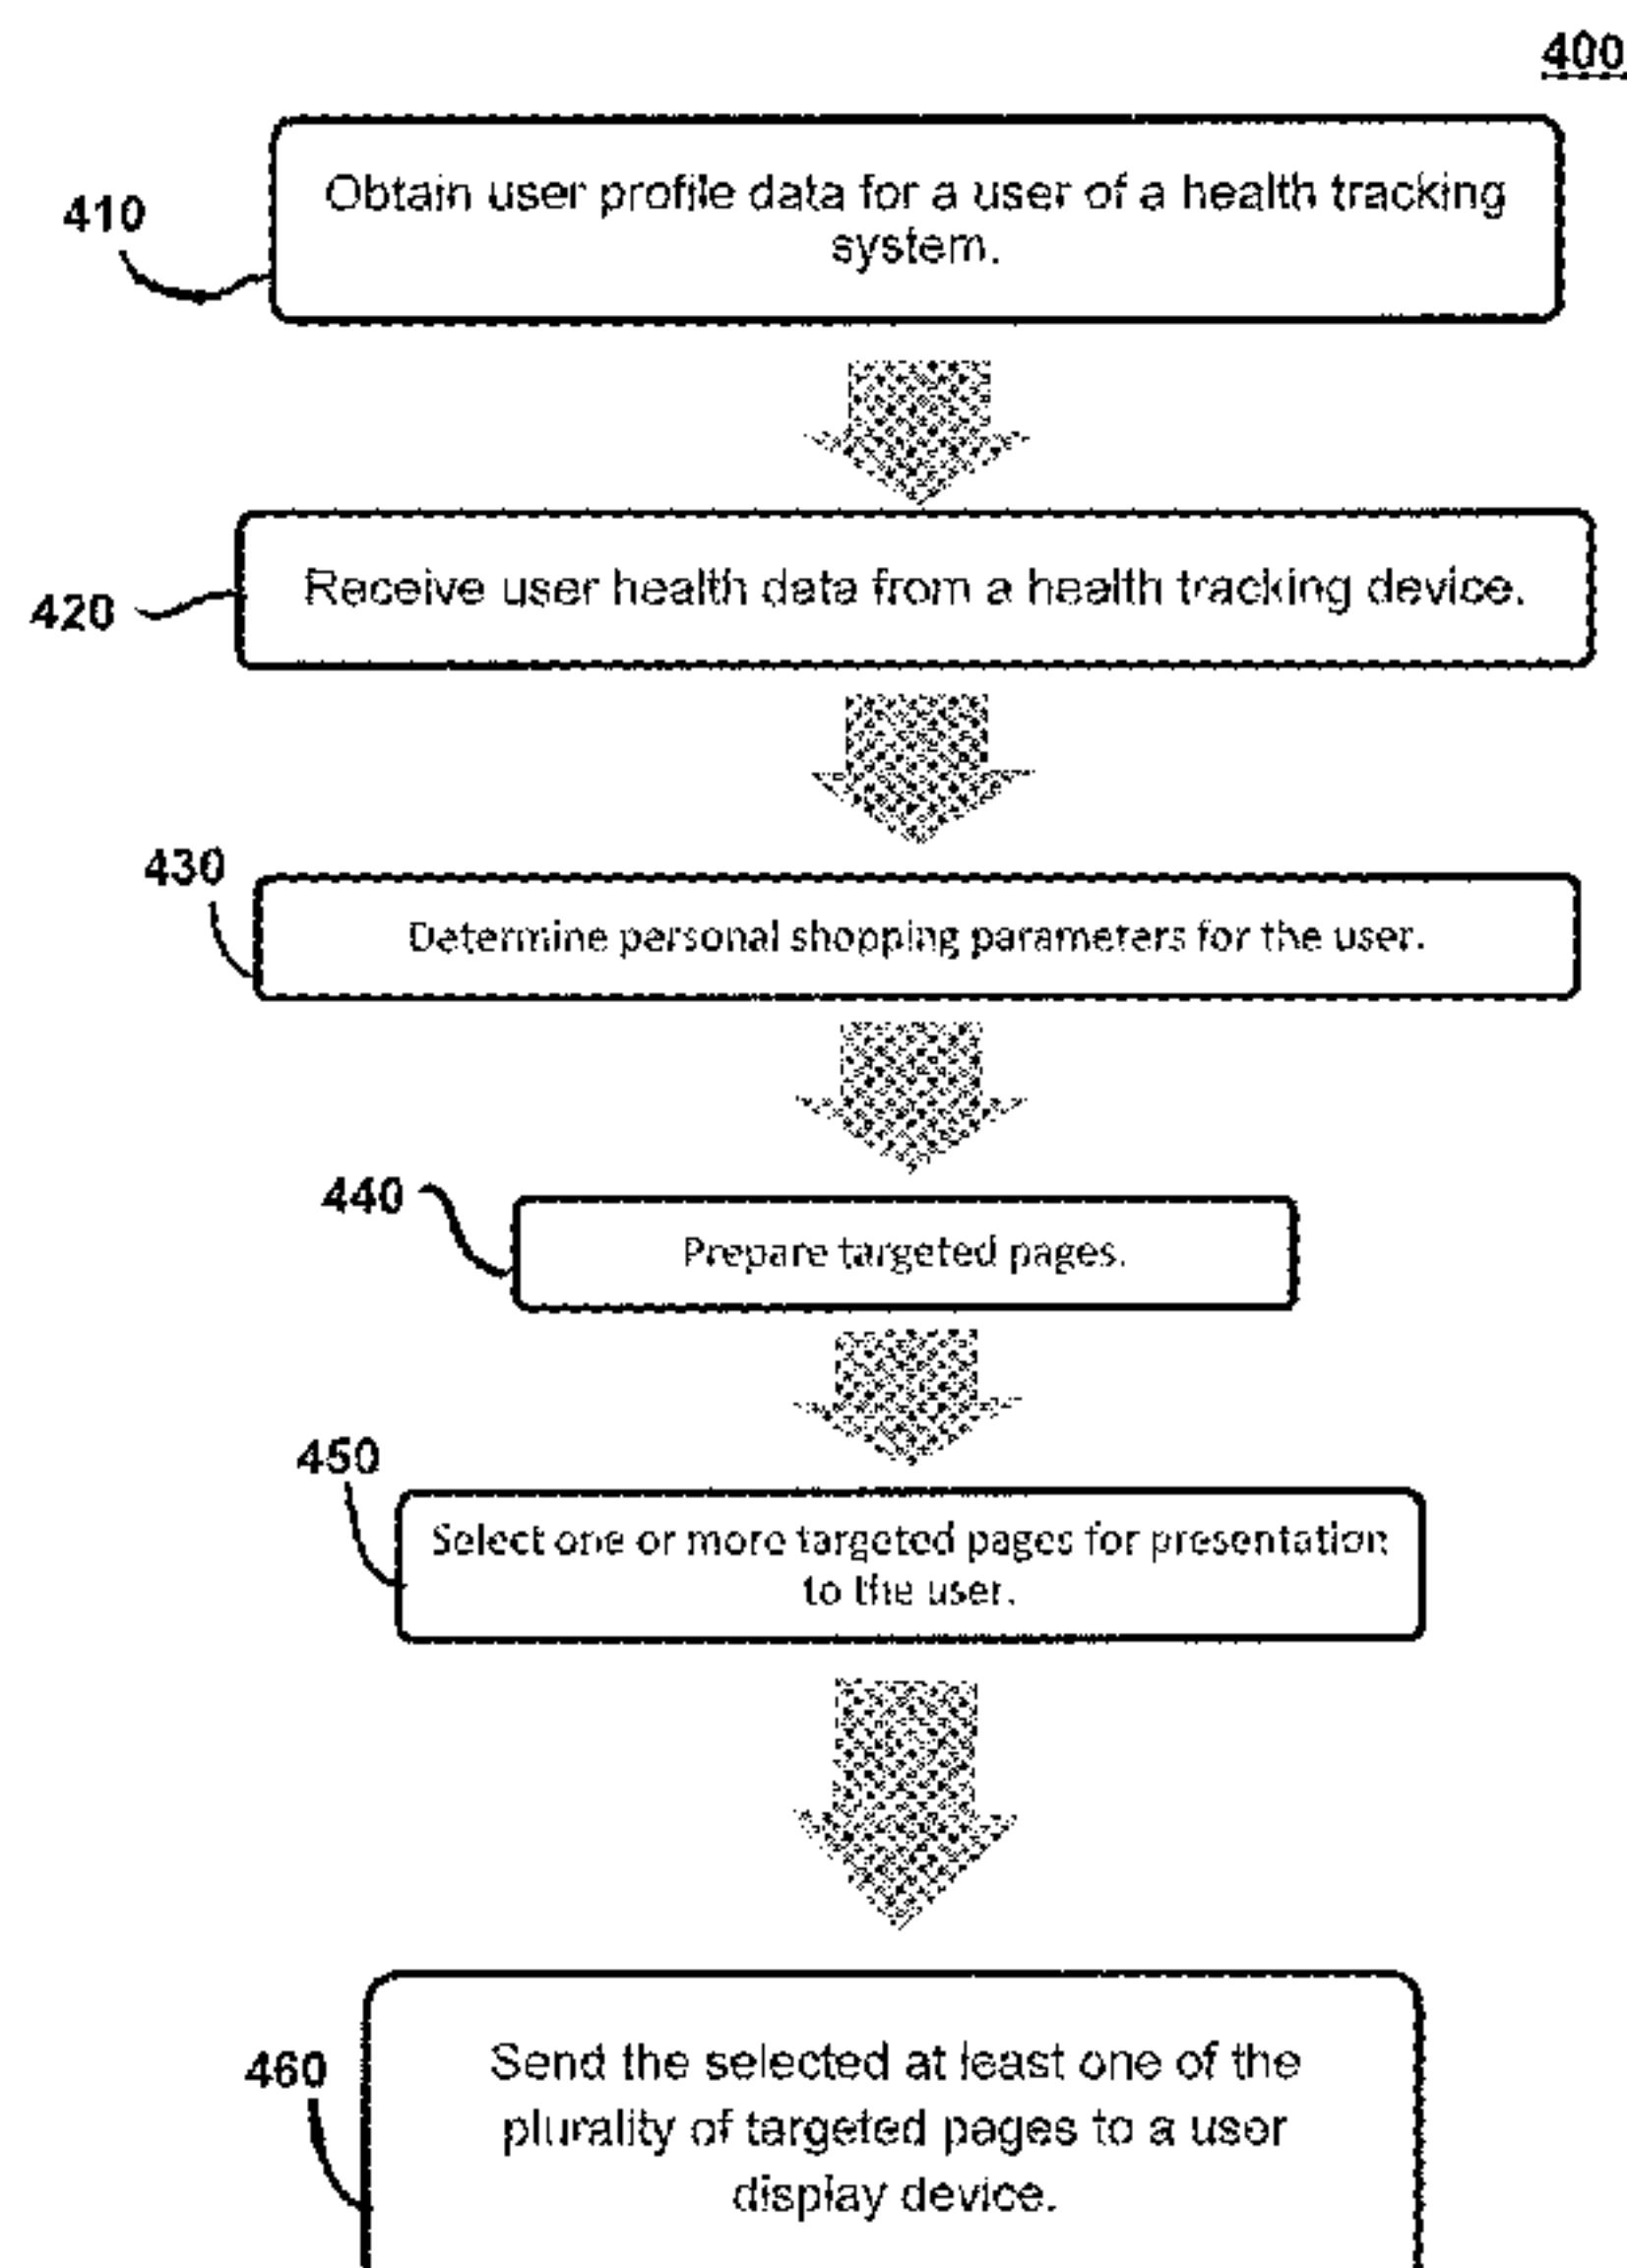 400
410
Obtain user profile data for a user of a health tracking
system.
420
Receive user health data from a health tracking device.
430
Determine personal shopping parameters for the user.
440
Prepare targeted pages.
450
Select one or more targeted pages for presentation
to the user.
460
Send the selected at least one of the
plurality of targeted pages to a user
display device.